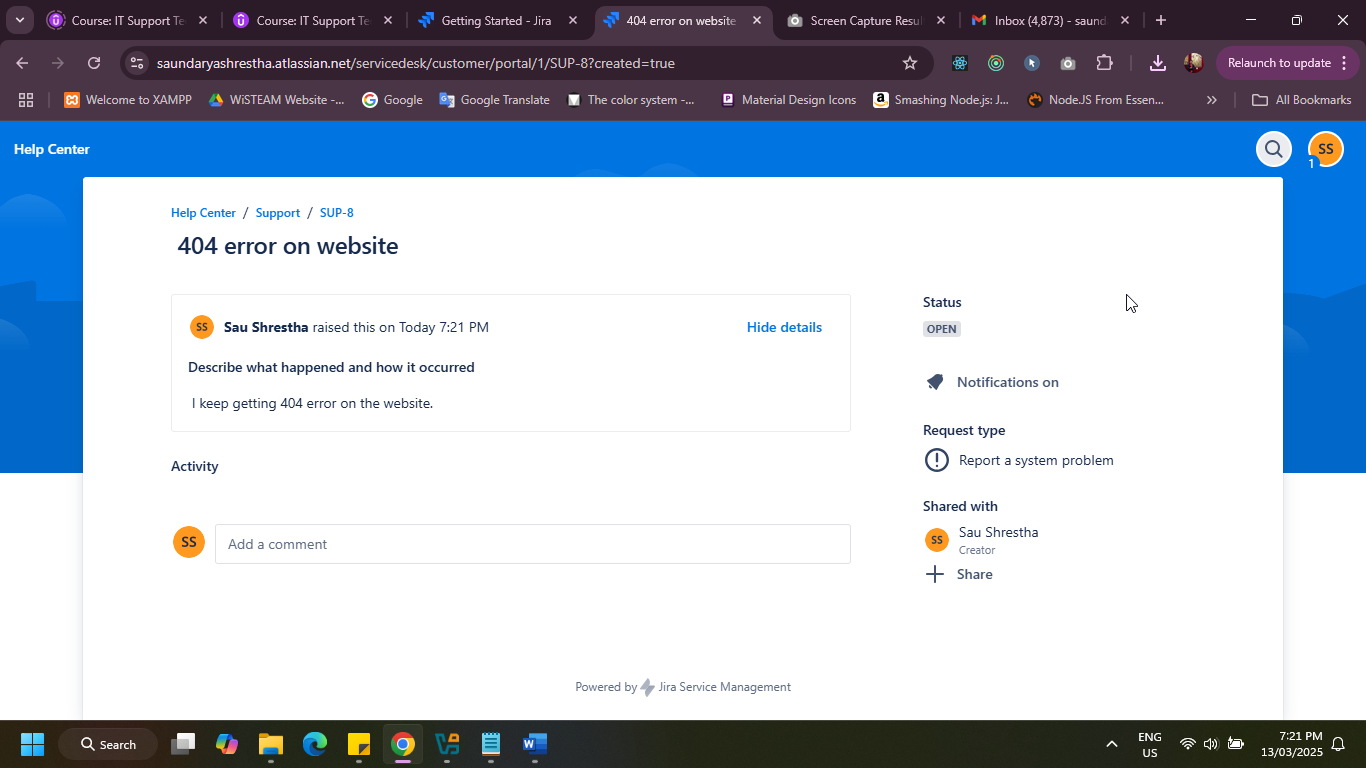 Course: IT Support Te
Course: IT Support Te
Getting Started - Jira
404 error on website
Screen Capture Resul
Inbox (4,873) - saund
saundaryashrestha.atlassian.net/servicedesk/customer/portal/1/SUP-8?created=true
Relaunch to update
Welcome to XAMPP
WiSTEAM Website -...
Google
Google Translate
The color system -...
Material Design Icons
Smashing Node.js: J...
Node.JS From Essen...
All Bookmarks
Help Center
SS
1
Help Center / Support / SUP-8
404 error on website
SS Sau Shrestha raised this on Today 7:21 PM
Hide details
Describe what happened and how it occurred
I keep getting 404 error on the website.
Activity
SS
Add a comment
Status
OPEN
Notifications on
Request type
Report a system problem
Shared with
SS
Sau Shrestha
Creator
Share
Powered by Jira Service Management
Search
ENG
US
7:21 PM
13/03/2025